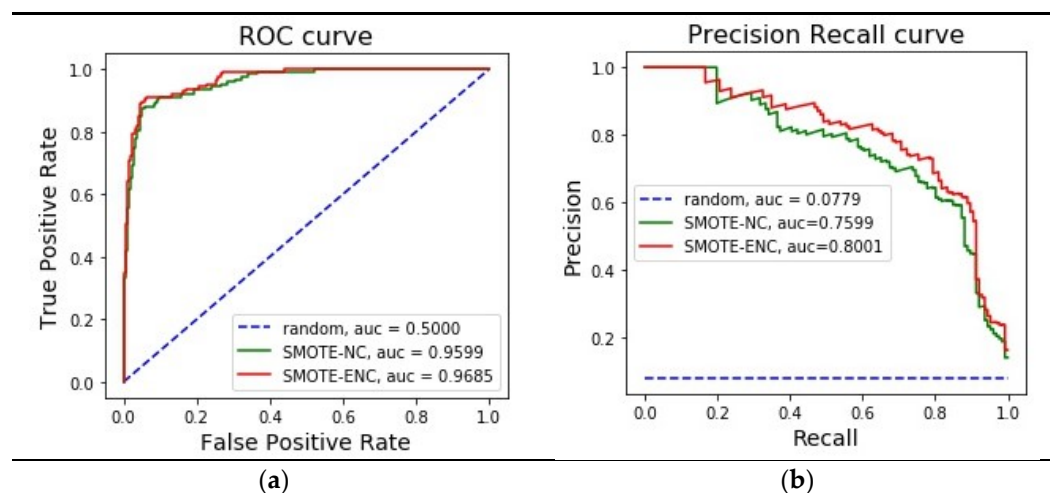 ROC curve
1.0
0.8
0.6
0.4
0.2
0.0
True Positive Rate
random, auc = 0.5000
SMOTE-NC, auc = 0.9599
SMOTE-ENC, auc = 0.9685
0.0 0.2 0.4 0.6 0.8 1.0
False Positive Rate
(a)
Precision Recall curve
1.0
0.8
0.6
0.4
0.2
Precision
random, auc = 0.0779
SMOTE-NC, auc=0.7599
SMOTE-ENC, auc=0.8001
0.0 0.2 0.4 0.6 0.8 1.0
Recall
(b)